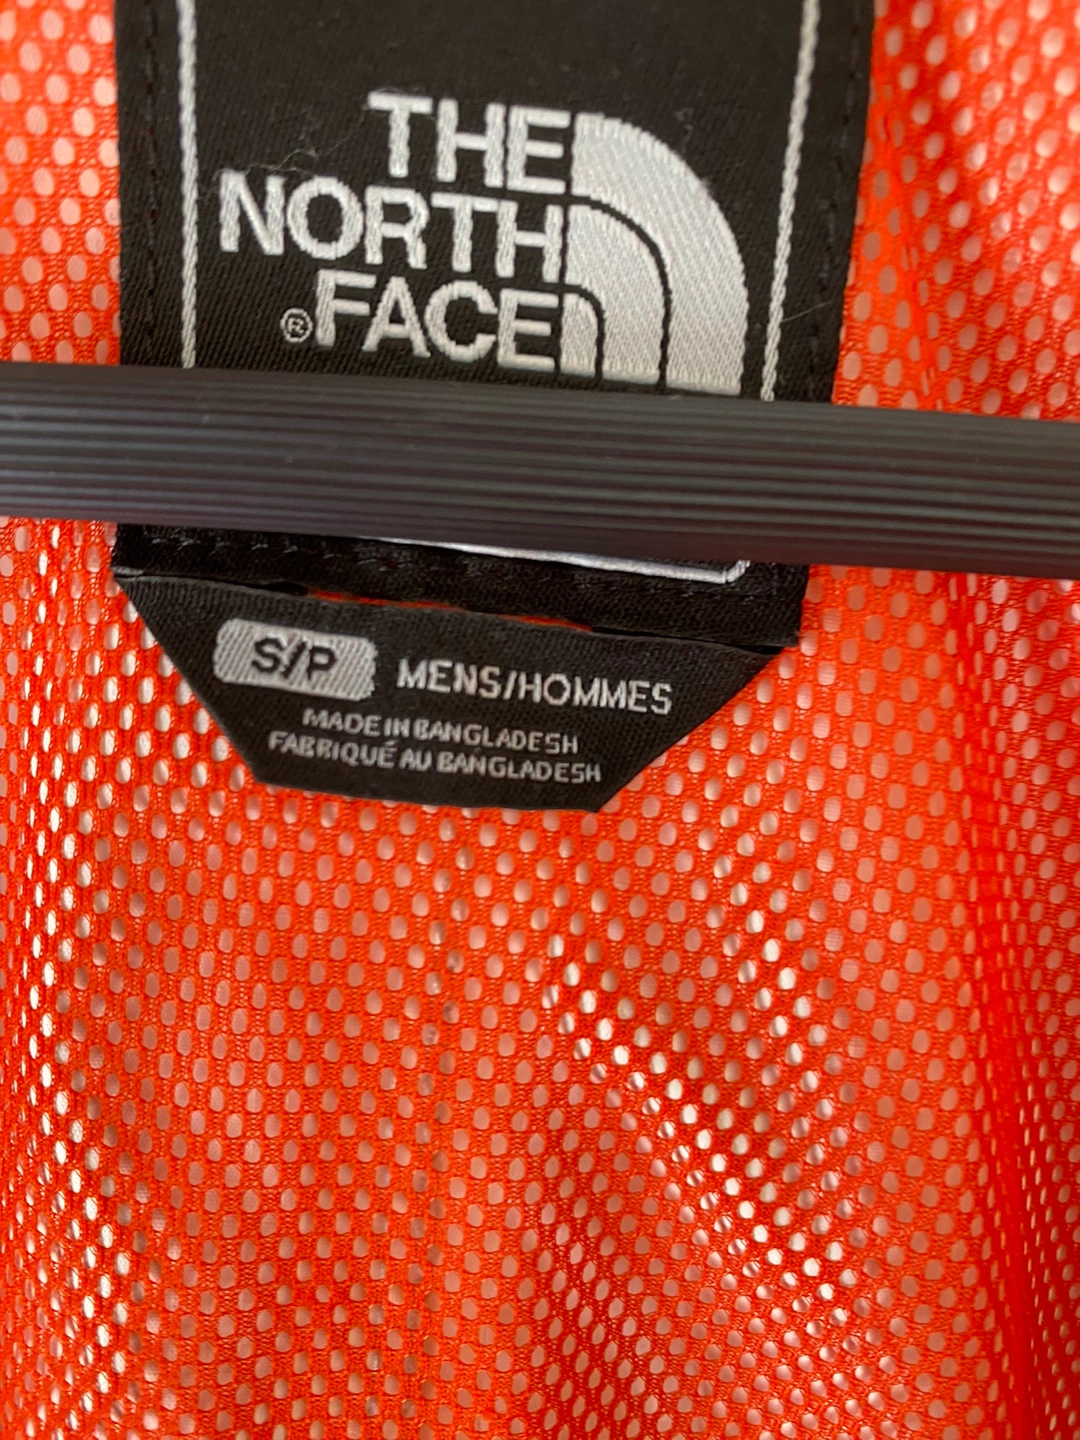 THE
NORTH
®FACE
S/P MENS/HOMMES
MADE IN BANGLADESH
FABRIQUÉ AU BANGLADESH